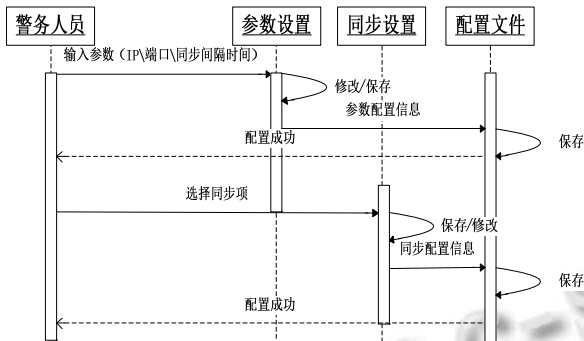 警务人员
参数设置
同步设置
配置文件
输入参数（IP\端口\同步间隔时间）
修改/保存
参数配置信息
配置成功
保存
选择同步项
保存/修改
同步配置信息
保存
配置成功